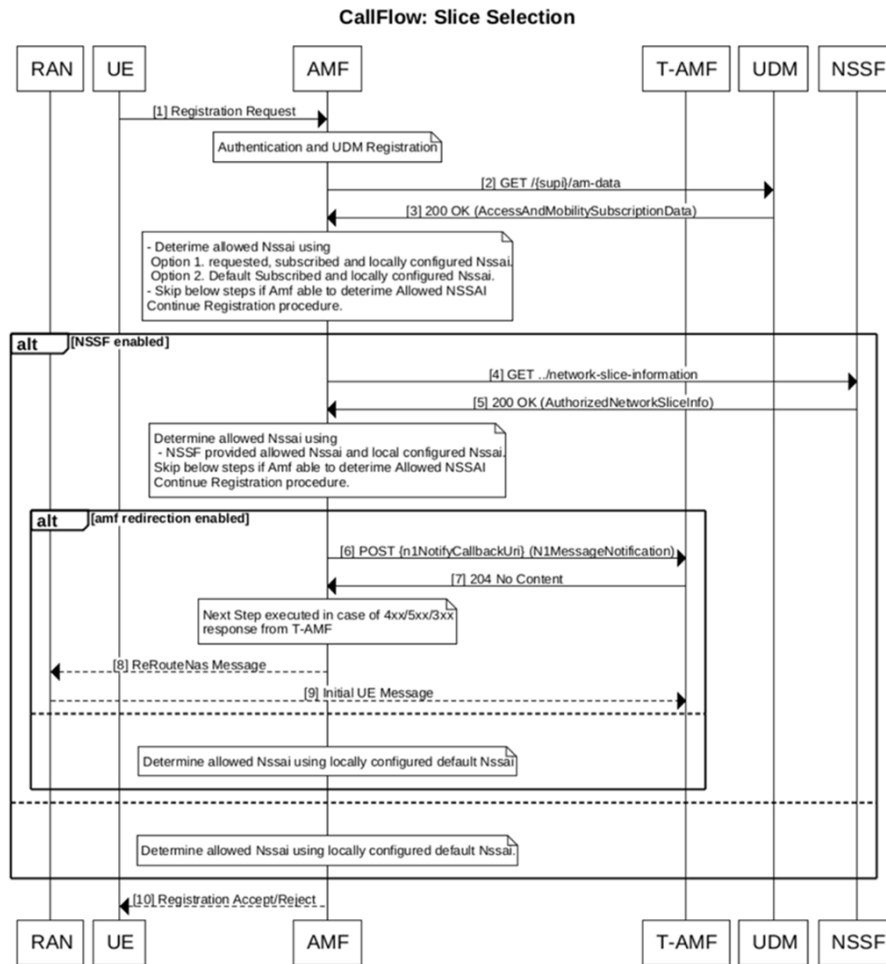 CallFlow: Slice Selection
RAN UE AMF T-AMF UDM NSSF
[1] Registration Request
Authentication and UDM Registration
[2] GET /{supi}/am-data
[3] 200 OK (AccessAndMobilitySubscriptionData)
- Deterime allowed Nssai using
Option 1. requested, subscribed and locally configured Nssai.
Option 2. Default Subscribed and locally configured Nssai.
- Skip below steps if Amf able to deterime Allowed NSSAI
Continue Registration procedure.
alt [NSSF enabled]
[4] GET ../network-slice-information
[5] 200 OK (AuthorizedNetworkSliceInfo)
Determine allowed Nssai using
- NSSF provided allowed Nssai and local configured Nssai.
Skip below steps if Amf able to deterime Allowed NSSAI
Continue Registration procedure.
alt [amf redirection enabled]
[6] POST {n1NotifyCallbackUri} (N1MessageNotification)
[7] 204 No Content
Next Step executed in case of 4xx/5xx/3xx
response from T-AMF
[8] ReRouteNas Message
[9] Initial UE Message
Determine allowed Nssai using locally configured default Nssai
Determine allowed Nssai using locally configured default Nssai.
[10] Registration Accept/Reject
RAN UE AMF T-AMF UDM NSSF